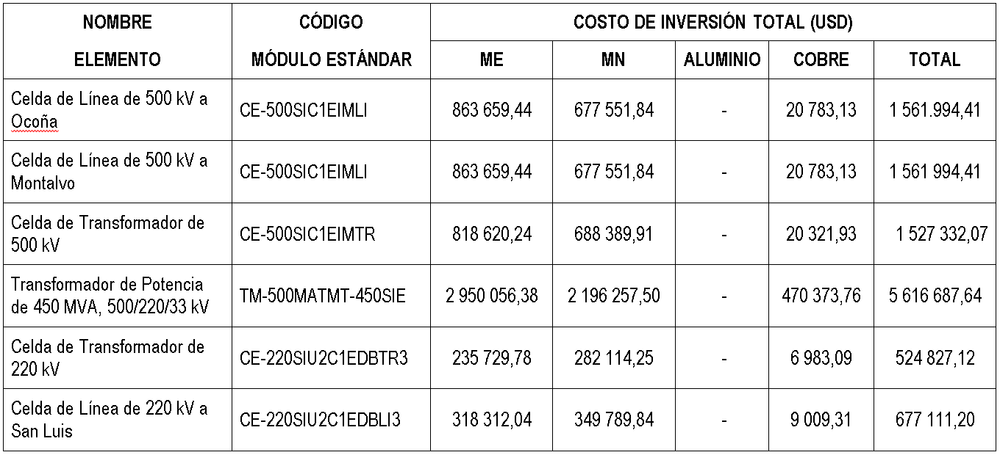 NOMBRE ELEMENTO CÓDIGO MÓDULO ESTÁNDAR COSTO DE INVERSIÓN TOTAL (USD)
ME MN ALUMINIO COBRE TOTAL
Celda de Línea de 500 kV a
Ocoña
CE-500SIC1EIMLI 863 659,44 677 551,84 - 20 783,13 1 561.994,41
Celda de Línea de 500 kV a
Montalvo
CE-500SIC1EIMLI 863 659,44 677 551,84 - 20 783,13 1 561 994,41
Celda de Transformador de
500 kV
CE-500SIC1EIMTR 818 620,24 688 389,91 - 20 321,93 1 527 332,07
Transformador de Potencia
de 450 MVA, 500/220/33 kV
TM-500MATMT-450SIE 2 950 056,38 2 196 257,50 - 470 373,76 5 616 687,64
Celda de Transformador de
220 kV
CE-220SIU2C1EDBTR3 235 729,78 282 114,25 - 6 983,09 524 827,12
Celda de Línea de 220 kV a
San Luis
CE-220SIU2C1EDBLI3 318 312,04 349 789,84 - 9 009,31 677 111,20